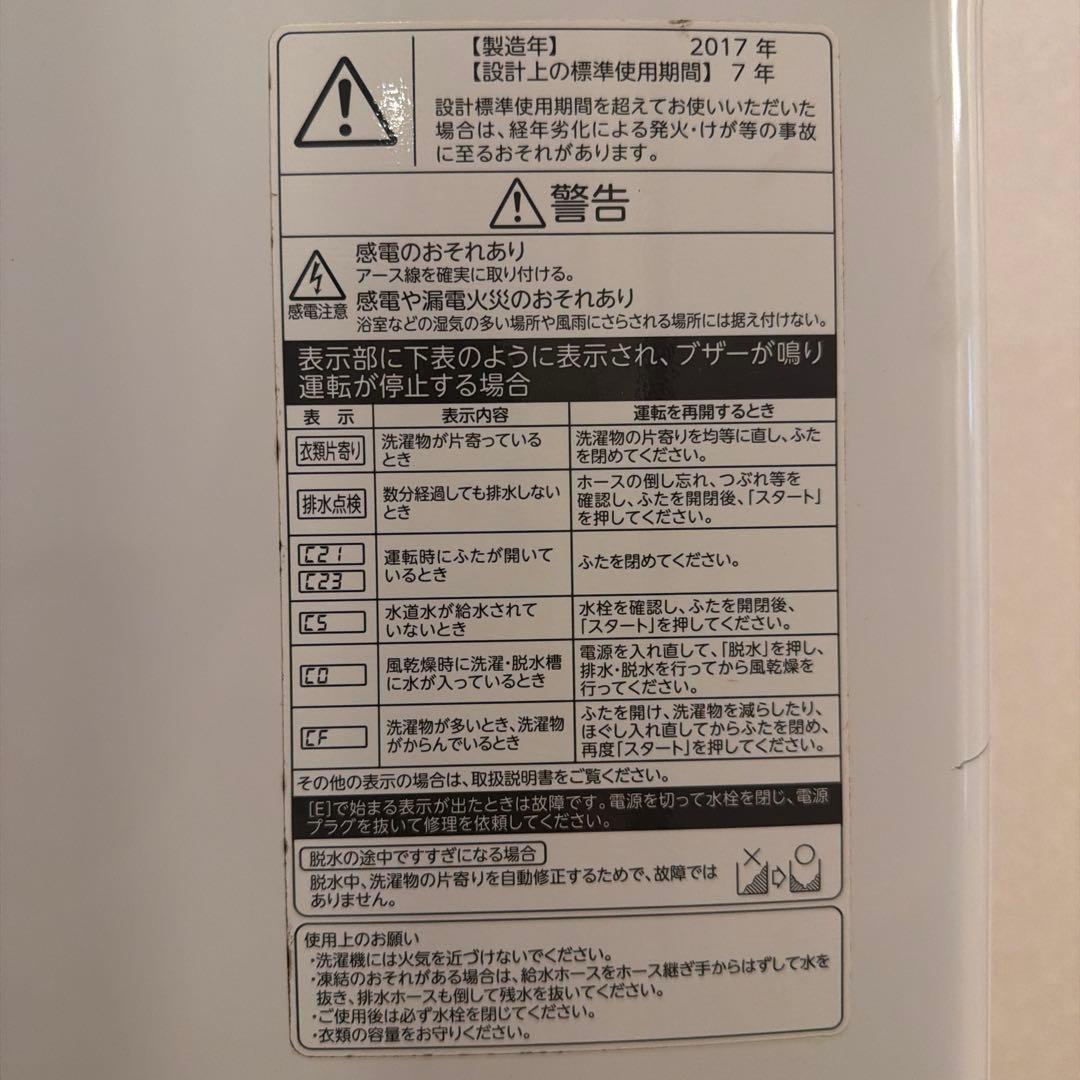 【製造年】 2017 年
【設計上の標準使用期間】 7 年
設計標準使用期間を超えてお使いいただいた
場合は、経年劣化による発火・けが等の事故
に至るおそれがあります。
警告
感電のおそれあり
アース線を確実に取り付ける。
感電注意
感電や漏電火災のおそれあり
浴室などの湿気の多い場所や風雨にさらされる場所には据え付けない。
表示部に下表のように表示され、ブザーが鳴り
運転が停止する場合
表 示 表示内容 運転を再開するとき
衣類片寄り
洗濯物が片寄っている
とき
洗濯物の片寄りを均等に直し、ふた
を閉めてください。
排水点検
数分経過しても排水しない
とき
ホースの倒し忘れ、つぶれ等を
確認し、ふたを開閉後、「スタート」
を押してください。
C21
C23
運転時にふたが開いて
いるとき
ふたを閉めてください。
C5
水道水が給水されて
いないとき
水栓を確認し、ふたを開閉後、
「スタート」を押してください。
C0
風乾燥時に洗濯・脱水槽
に水が入っているとき
電源を入れ直して、「脱水」を押し、
排水・脱水を行ってから風乾燥を
行ってください。
CF
洗濯物が多いとき、洗濯物
がからんでいるとき
ふたを開け、洗濯物を減らしたり、
ほぐし入れ直してからふたを閉め、
再度「スタート」を押してください。
その他の表示の場合は、取扱説明書をご覧ください。
[E]で始まる表示が出たときは故障です。電源を切って水栓を閉じ、電源
プラグを抜いて修理を依頼してください。
脱水の途中ですすぎになる場合
脱水中、洗濯物の片寄りを自動修正するためで、故障では
ありません。
使用上のお願い
・洗濯機には火気を近づけないでください。
・凍結のおそれがある場合は、給水ホースをホース継ぎ手からはずして水を
抜き、排水ホースも倒して残水を抜いてください。
・ご使用後は必ず水栓を閉じてください。
・衣類の容量をお守りください。